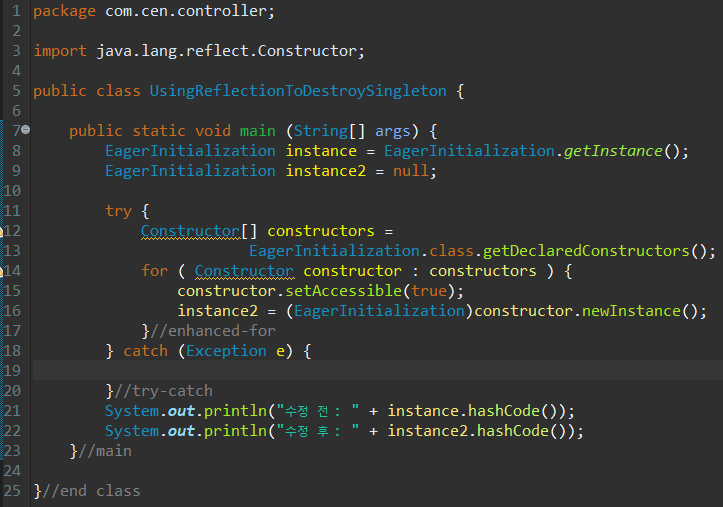 1 package com.cen.controller;
2
3 import java.lang.reflect.Constructor;
4
5 public class UsingReflectionToDestroySingleton {
6
7 public static void main (String[] args) {
8 EagerInitialization instance = EagerInitialization.getInstance();
9 EagerInitialization instance2 = null;
10
11 try {
12 Constructor[] constructors =
13 EagerInitialization.class.getDeclaredConstructors();
14 for ( Constructor constructor : constructors ) {
15 constructor.setAccessible(true);
16 instance2 = (EagerInitialization)constructor.newInstance();
17 }//enhanced-for
18 } catch (Exception e) {
19
20 }//try-catch
21 System.out.println("수정 전 : " + instance.hashCode());
22 System.out.println("수정 후 : " + instance2.hashCode());
23 }//main
24
25 }//end class